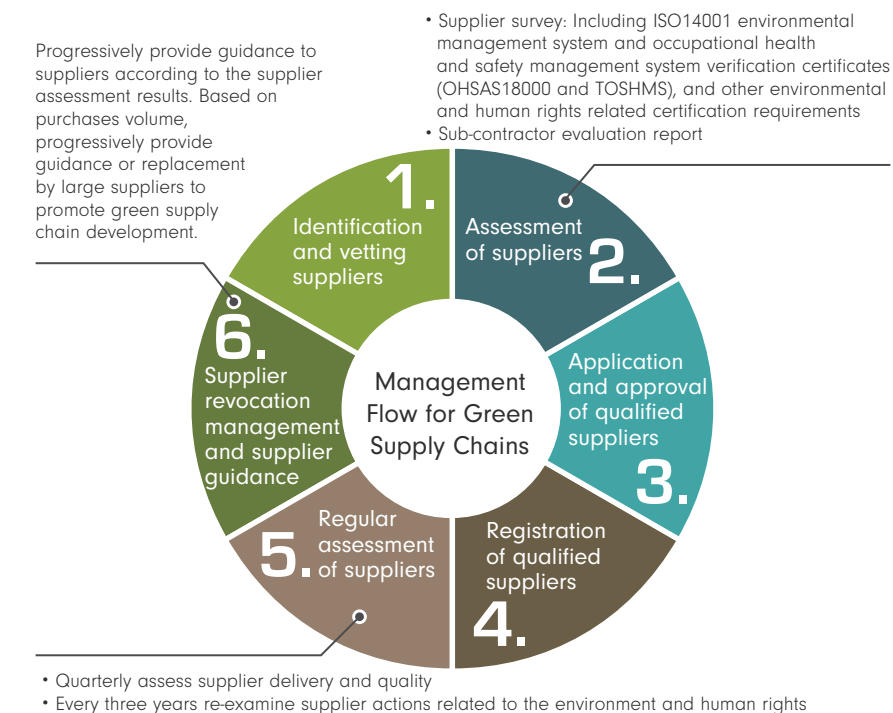 Progressively provide guidance to
suppliers according to the supplier
assessment results. Based on
purchases volume,
progressively provide
guidance or replacement
by large suppliers to
promote green supply
chain development.
• Supplier survey: Including ISO14001 environmental
management system and occupational health
and safety management system verification certificates
(OHSAS18000 and TOSHMS), and other environmental
and human rights related certification requirements
• Sub-contractor evaluation report
Management
Flow for Green
Supply Chains
1.
Identification
and vetting
suppliers
2.
Assessment
of suppliers
3.
Application
and approval
of qualified
suppliers
4.
Registration
of qualified
suppliers
5.
Regular
assessment
of suppliers
6.
Supplier
revocation
management
and supplier
guidance
• Quarterly assess supplier delivery and quality
• Every three years re-examine supplier actions related to the environment and human rights